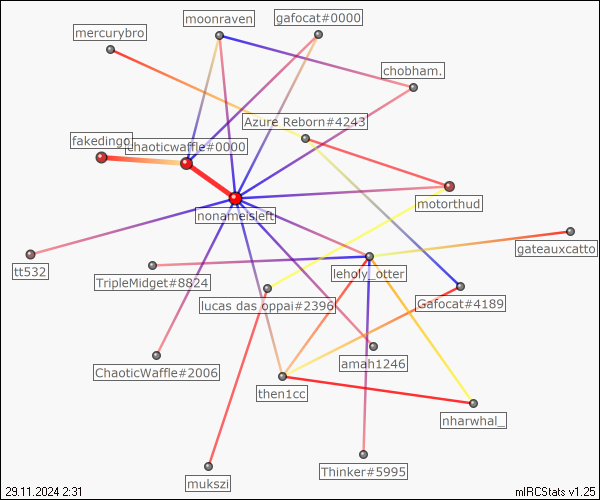 moonraven
gafocat#0000
mercurybro
chobham.
Azure Reborn#4243
fakedingo
chaoticwaffle#0000
motorthud
nonameisleft
gateauxcatto
tt532
leholy_otter
TripleMidget#8824
lucas das oppai#2396
Gafocat#4189
amah1246
ChaoticWaffle#2006
then1cc
nharwhal_
Thinker#5995
mukszi
29.11.2024 2:31
mIRCStats v1.25